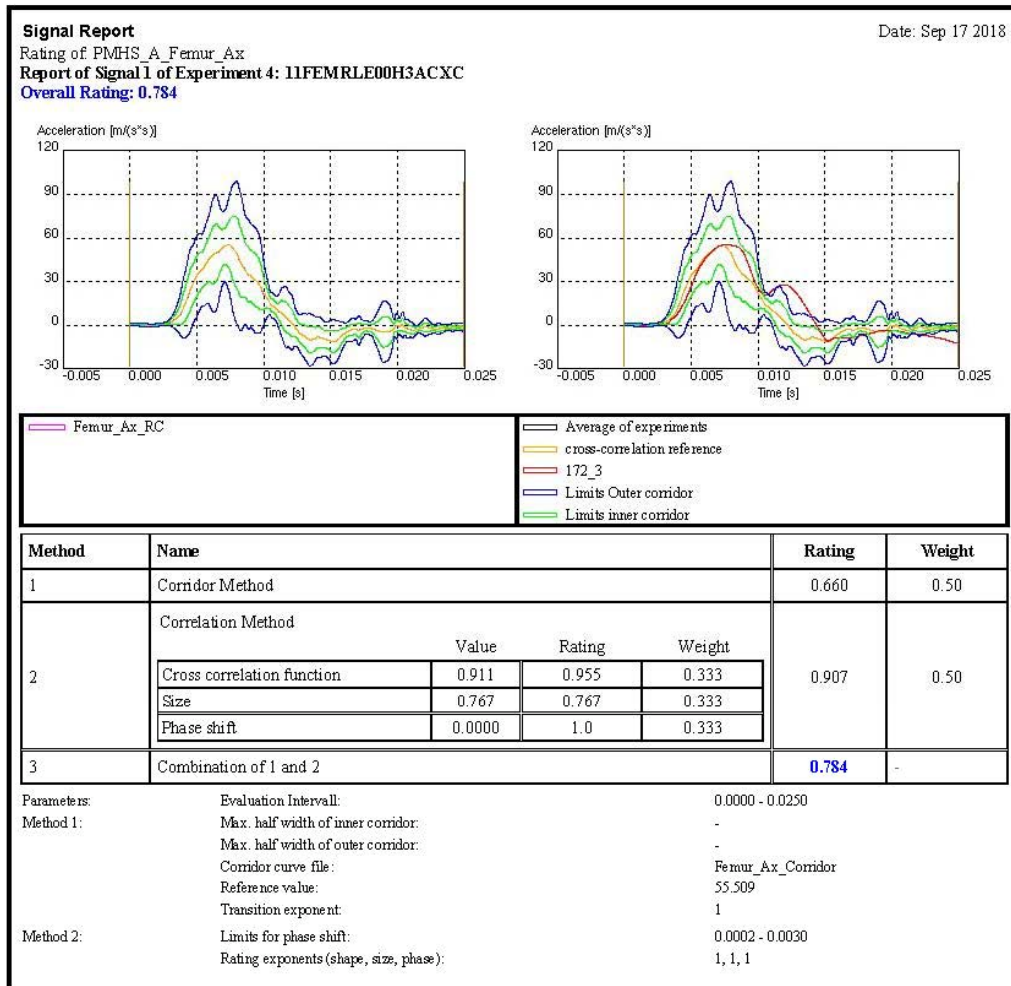 Signal Report
Date: Sep 17 2018
Rating of: PMHS_A_Femur_Ax
Report of Signal 1 of Experiment 4: 11FEMRLE00H3ACXC
Overall Rating: 0.784
Acceleration [m/(s*s)]
120
90
60
30
0
-30
-0.005 0.000 0.005 0.010 0.015 0.020 0.025
Time [s]
Acceleration [m/(s*s)]
120
90
60
30
0
-30
-0.005 0.000 0.005 0.010 0.015 0.020 0.025
Time [s]
Femur_Ax_RC
Average of experiments
cross-correlation reference
172_3
Limits Outer corridor
Limits inner corridor
Method Name Rating Weight
1 Corridor Method 0.660 0.50
Correlation Method
Value Rating Weight
Cross correlation function 0.911 0.955 0.333
2 Size 0.767 0.767 0.333 0.907 0.50
Phase shift 0.0000 1.0 0.333
3 Combination of 1 and 2 0.784 -
Parameters: Evaluation Intervall: 0.0000 - 0.0250
Method 1: Max. half width of inner corridor: -
Max. half width of outer corridor: -
Corridor curve file: Femur_Ax_Corridor
Reference value: 55.509
Transition exponent: 1
Method 2: Limits for phase shift: 0.0002 - 0.0030
Rating exponents (shape, size, phase): 1, 1, 1